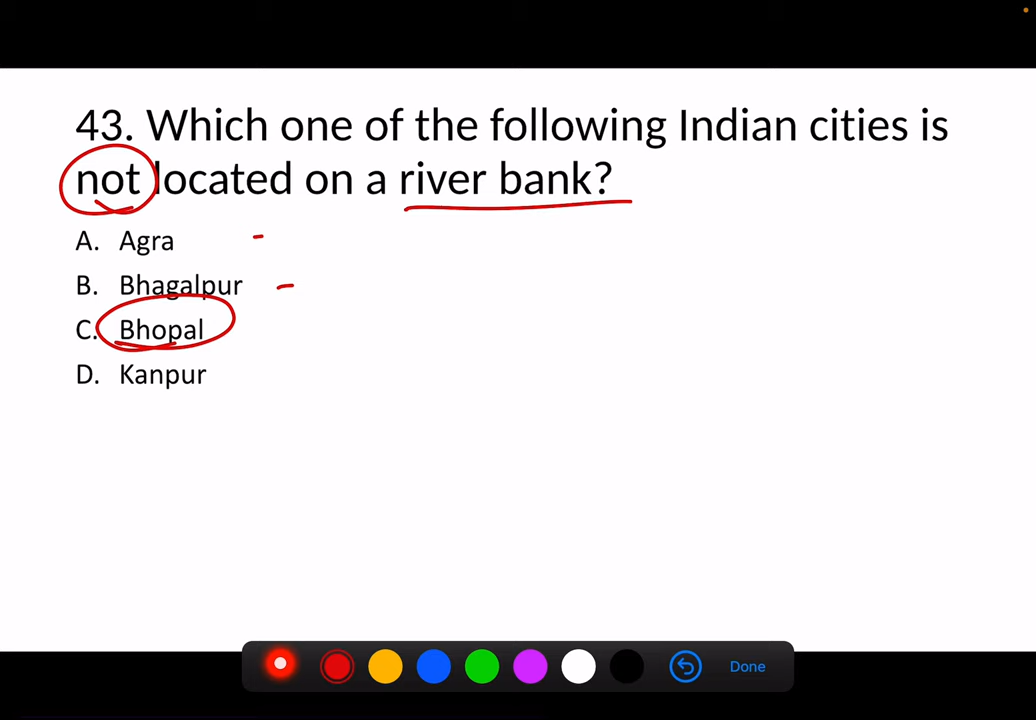 43. Which one of the following Indian cities is
not located on a river bank?
A. Agra
B. Bhagalpur
C. Bhopal
D. Kanpur
Done